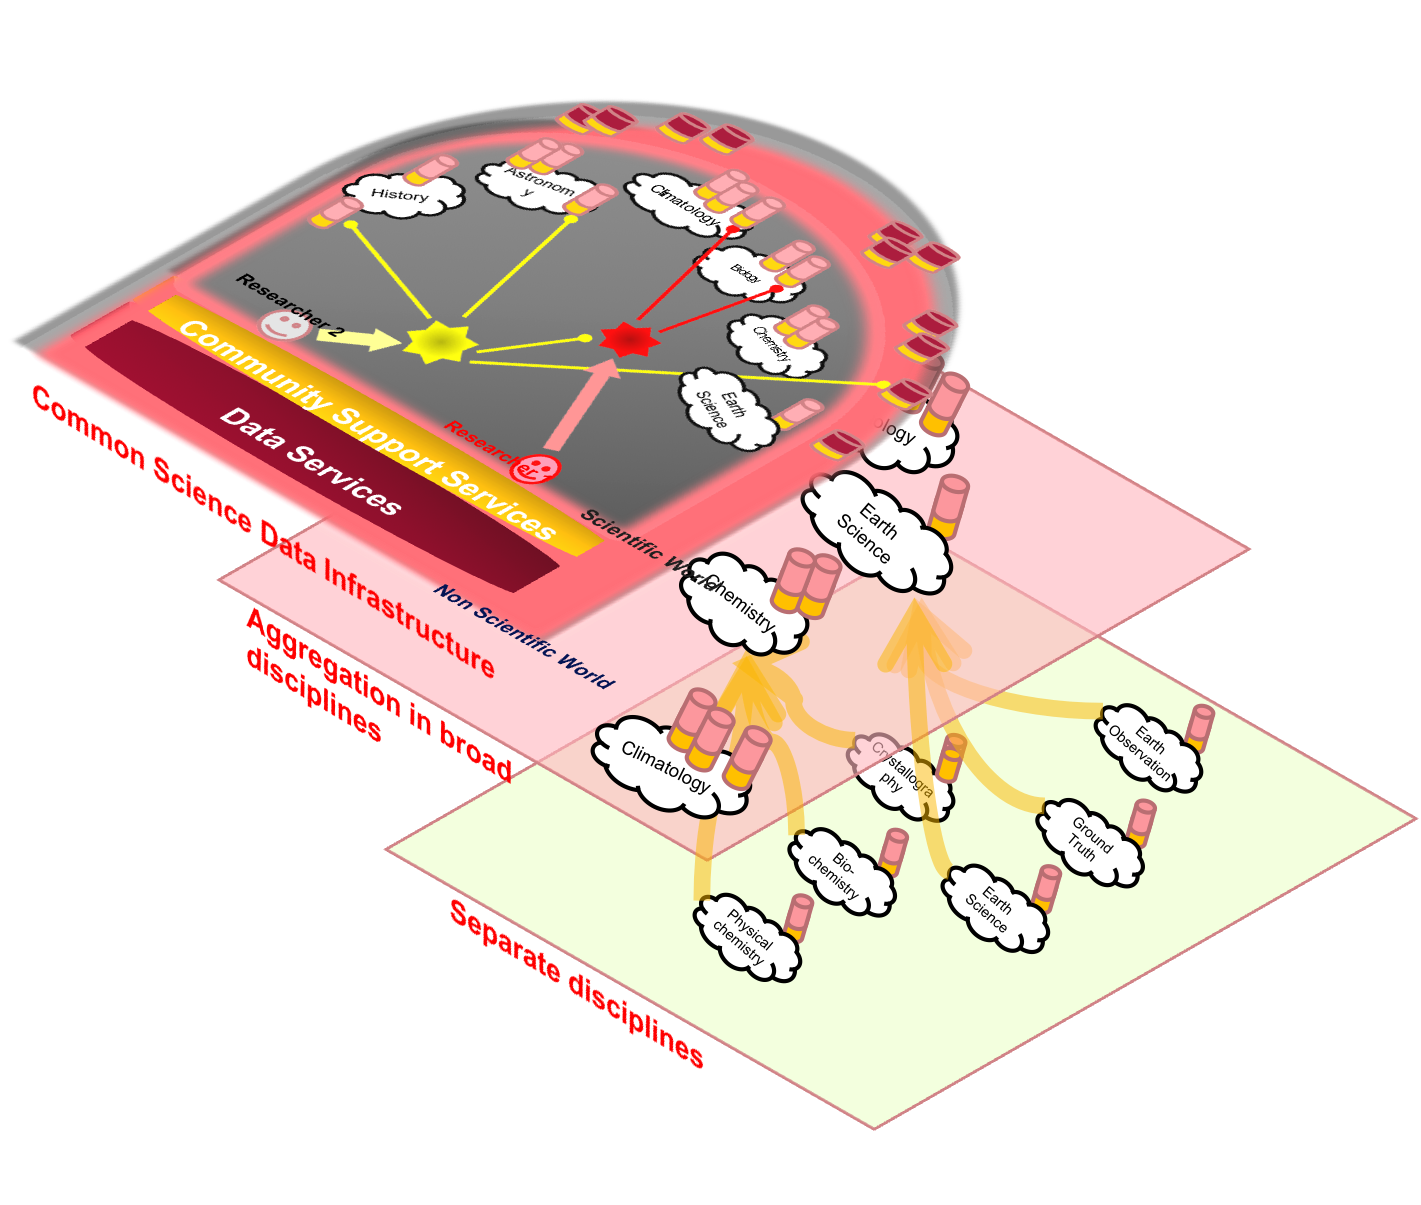 History
Astronom
y
Climatology
Biology
Chemistry
Earth
Science
Researcher 2
Researcher
Community Support Services
Data Services
Common Science Data Infrastructure
Scientific World
Non Scientific World
Aggregation in broad
disciplines
ology
Earth
Science
Chemistry
Climatology
Separate disciplines
Earth
Observation
Crystallogra
phy
Ground
Truth
Bio-
chemistry
Earth
Science
Physical
chemistry